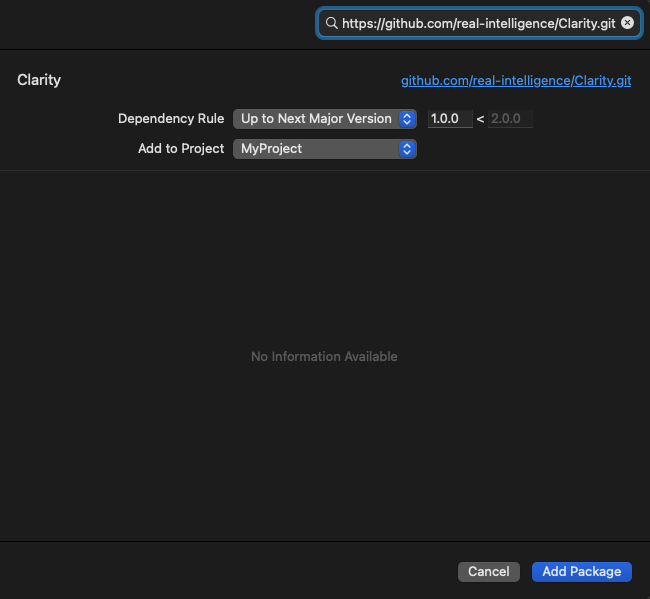 https://github.com/real-intelligence/Clarity.git
Clarity
github.com/real-intelligence/Clarity.git
Dependency Rule Up to Next Major Version 1.0.0 < 2.0.0
Add to Project MyProject
No Information Available
Cancel Add Package